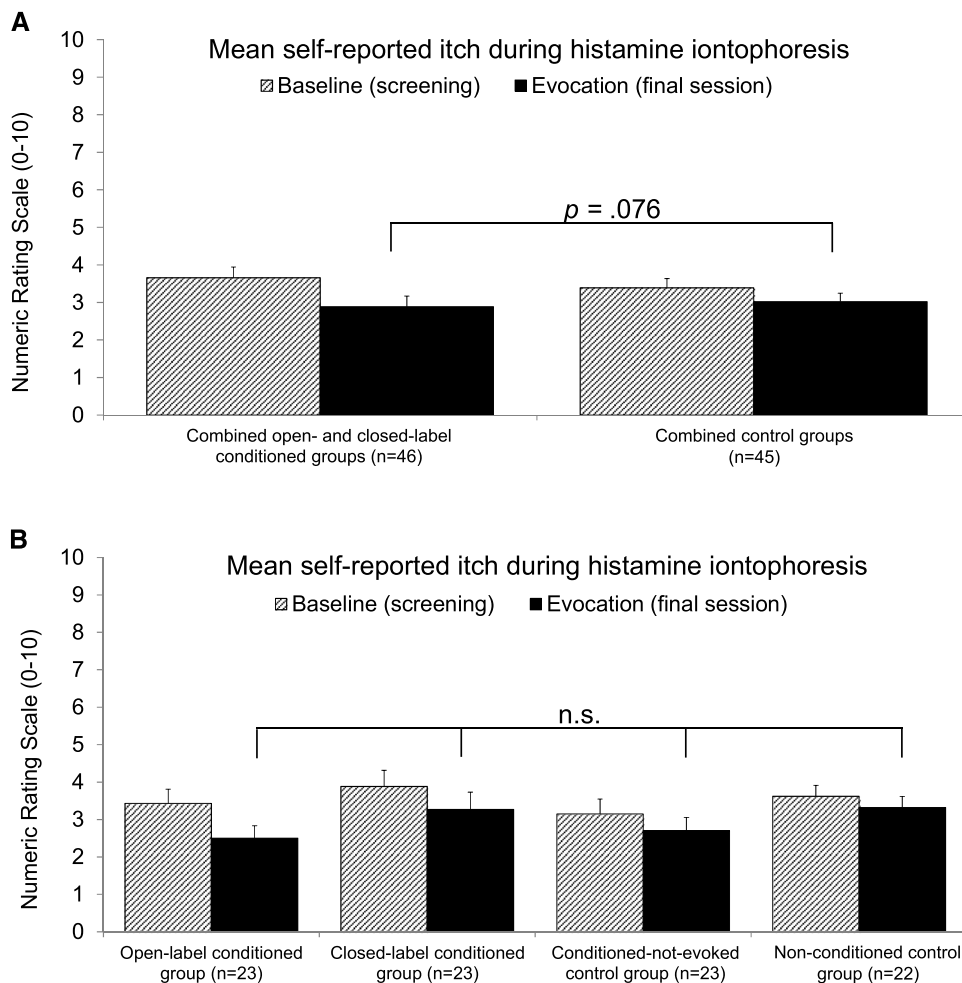 A
Mean self-reported itch during histamine iontophoresis
Baseline (screening) Evocation (final session)
Numeric Rating Scale (0-10)
10
9
8
7
6
5
4
3
2
1
0
p = .076
Combined open- and closed-label
conditioned groups (n=46)
Combined control groups
(n=45)
B
Mean self-reported itch during histamine iontophoresis
Baseline (screening) Evocation (final session)
Numeric Rating Scale (0-10)
10
9
8
7
6
5
4
3
2
1
0
n.s.
Open-label conditioned
group (n=23)
Closed-label conditioned
group (n=23)
Conditioned-not-evoked
control group (n=23)
Non-conditioned control
group (n=22)